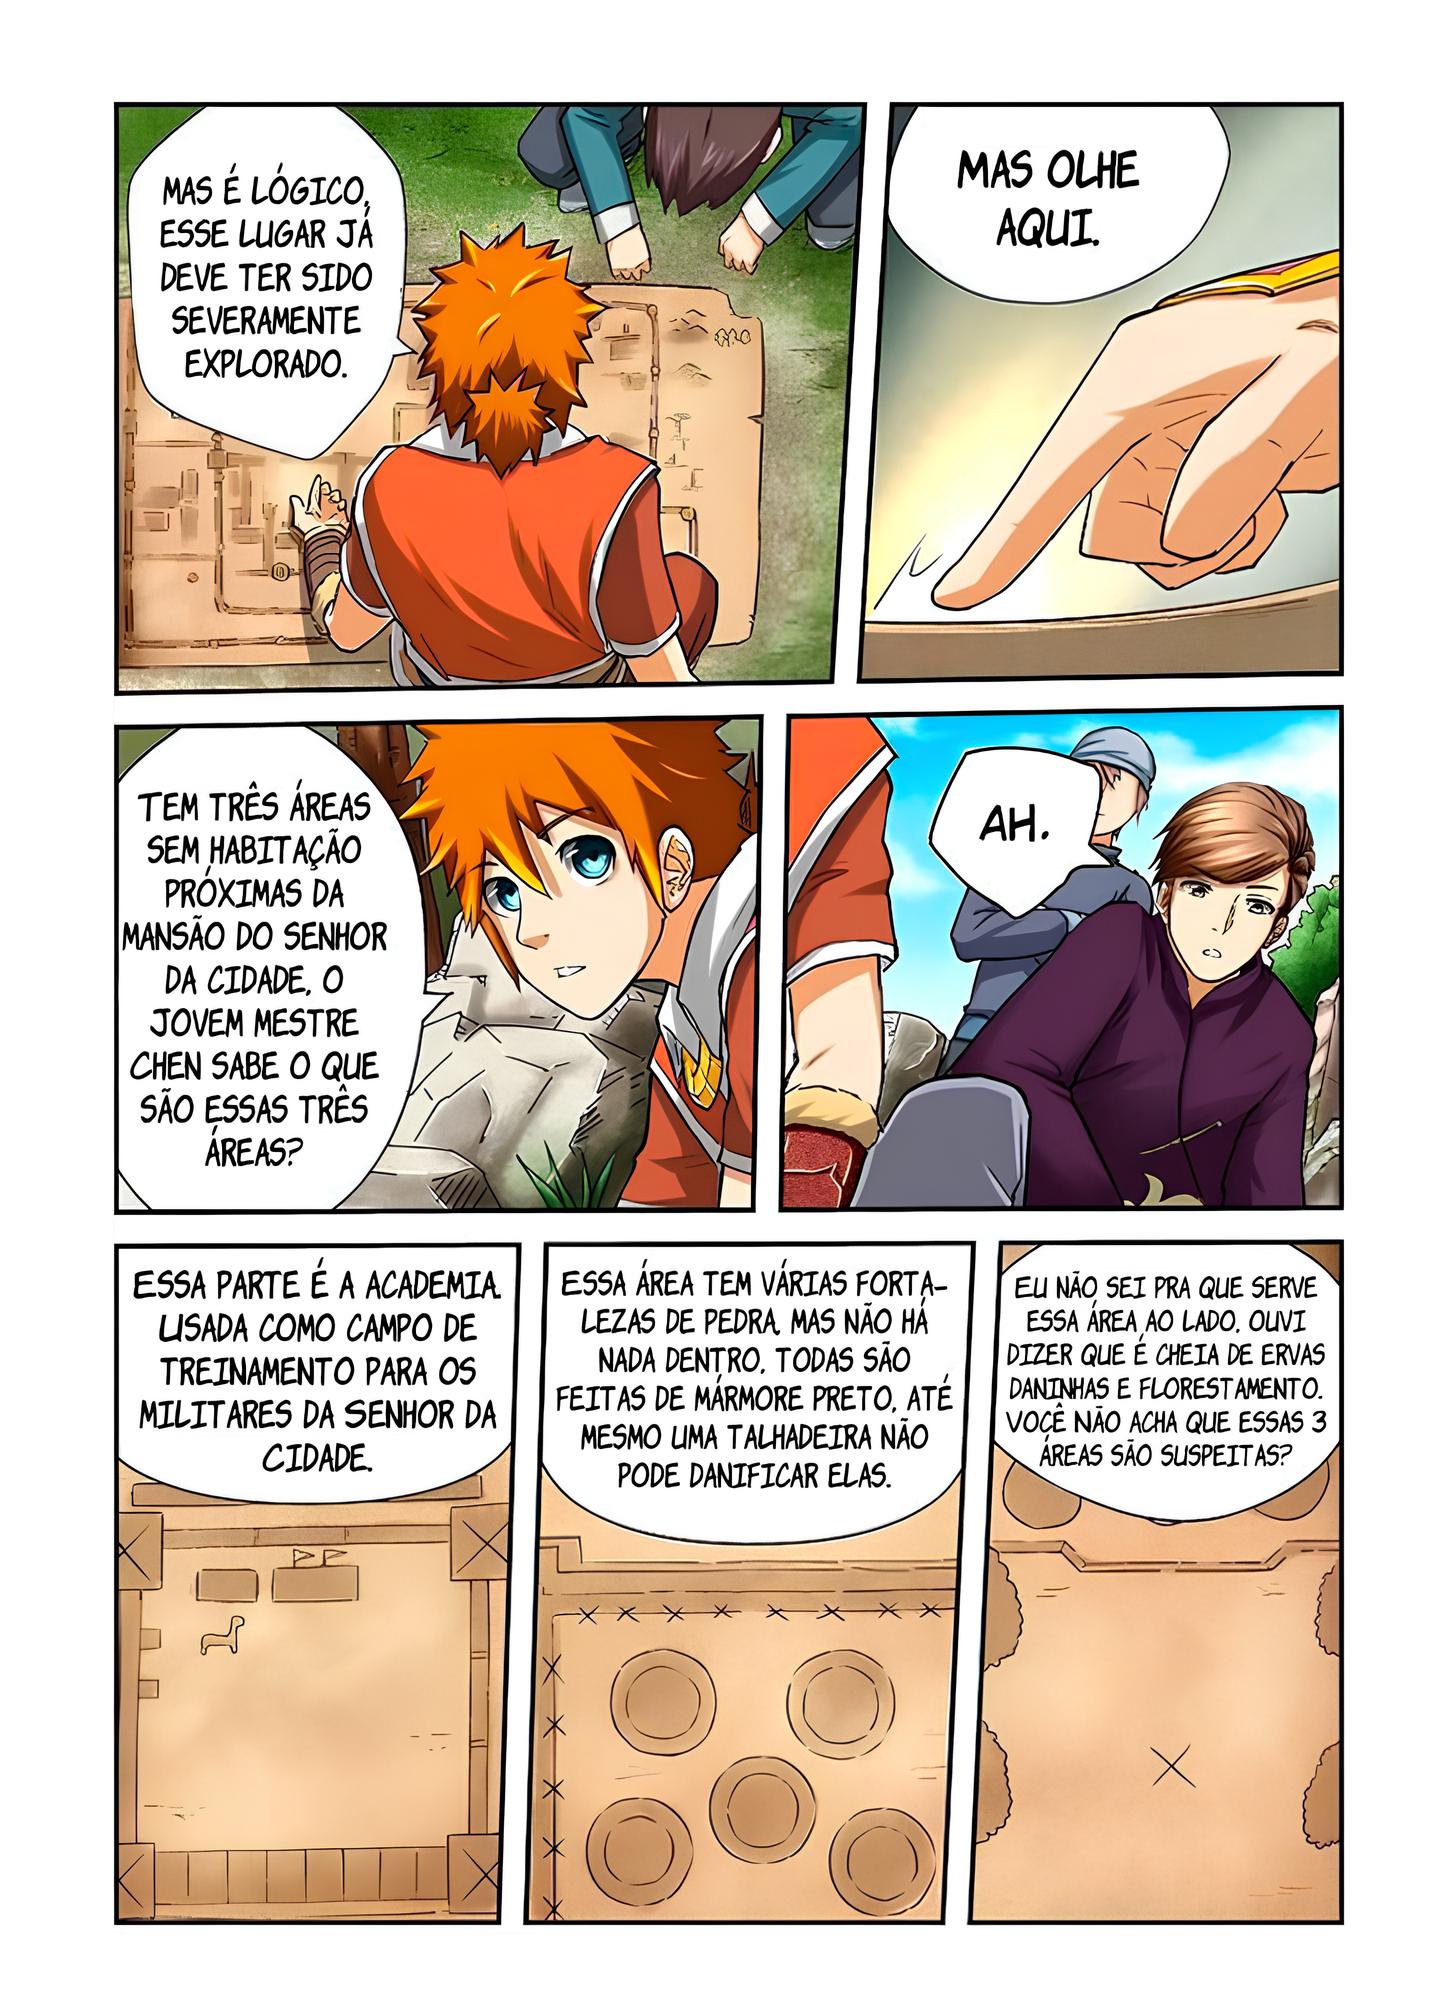 MAS É LÓGICO,
ESSE LUGAR JÁ
DEVE TER SIDO
SEVERAMENTE
EXPLORADO.
MAS OLHE
AQUI.
TEM TRÊS ÁREAS
SEM HABITAÇÃO
PRÓXIMAS DA
MANSÃO DO SENHOR
DA CIDADE, O
JOVEM MESTRE
CHEN SABE O QUE
SÃO ESSAS TRÊS
ÁREAS?
AH.
ESSA PARTE É A ACADEMIA
USADA COMO CAMPO DE
TREINAMENTO PARA OS
MILITARES DA SENHOR DA
CIDADE.
ESSA ÁREA TEM VÁRIAS FORTA-
LEZAS DE PEDRA, MAS NÃO HÁ
NADA DENTRO, TODAS SÃO
FEITAS DE MÁRMORE PRETO, ATÉ
MESMO UMA TALHADEIRA NÃO
PODE DANIFICAR ELAS.
EU NÃO SEI PRA QUE SERVE
ESSA ÁREA AO LADO, OUVI
DIZER QUE É CHEIA DE ERVAS
DANINHAS E FLORESTAMENTO.
VOCÊ NÃO ACHA QUE ESSAS 3
ÁREAS SÃO SUSPEITAS?